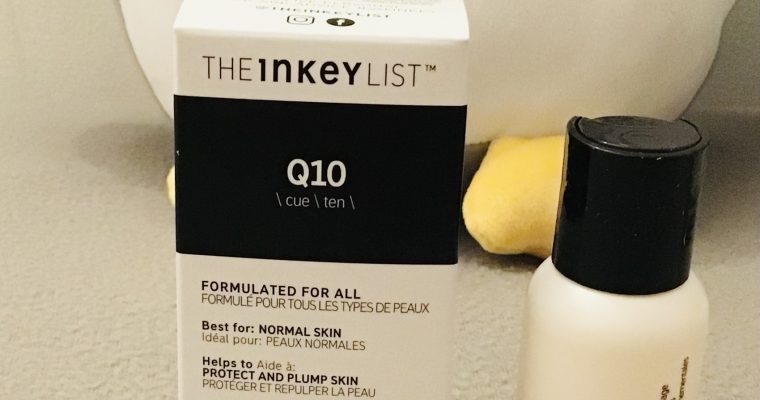 @THEINKEYLIST
THE INKEY LIST™
Q10
\ cue \ ten \
FORMULATED FOR ALL
FORMULÉ POUR TOUS LES TYPES DE PEAUX
Best for: NORMAL SKIN
Idéal pour: PEAUX NORMALES
Helps to Aide à:
PROTECT AND PLUMP SKIN
PROTÉGER ET REPULPER LA PEAU